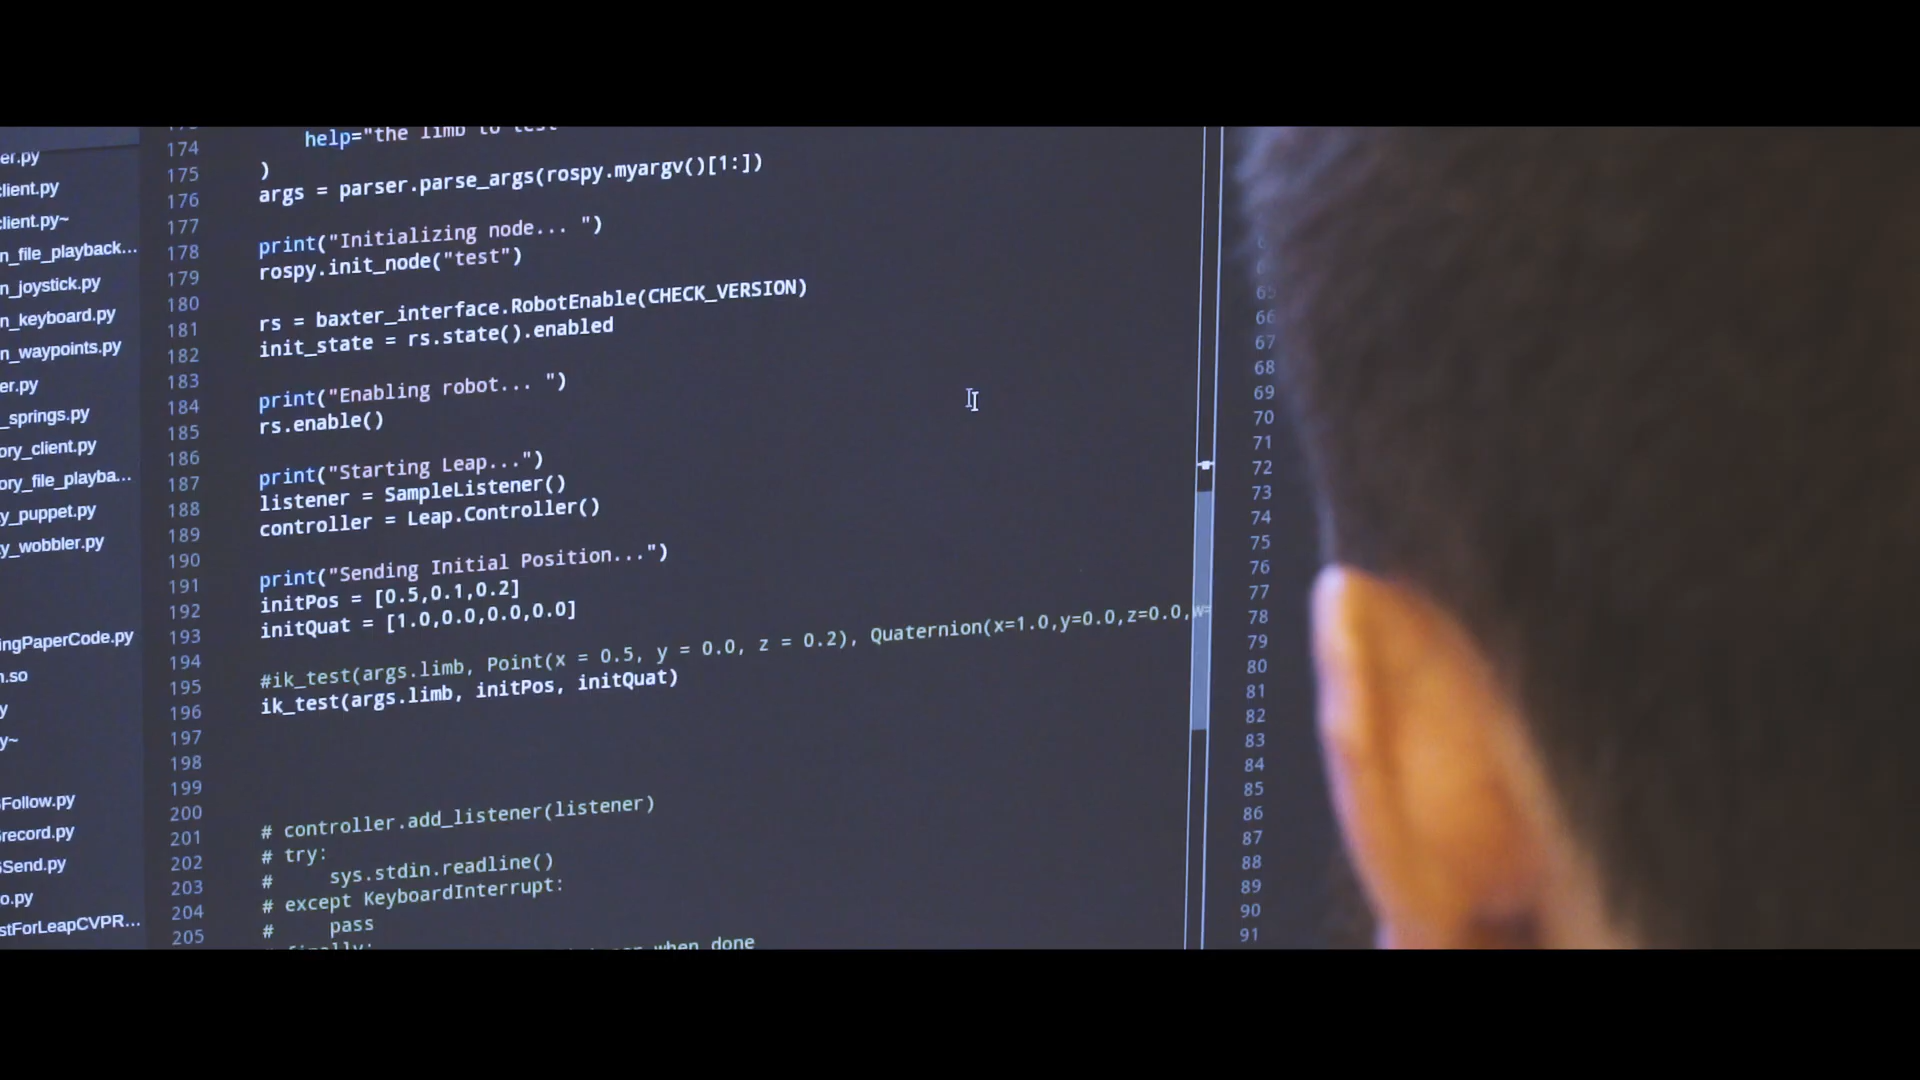 er.py
client.py
client.py~
n_file_playback...
n_joystick.py
n_keyboard.py
n_waypoints.py
er.py
_springs.py
ory_client.py
ory_file_playba...
y_puppet.py
y_wobbler.py
ingPaperCode.py
n.so
y
y~
Follow.py
record.py
Send.py
o.py
stForLeapCVPR...
174 help="the limb to test"
175 )
176 args = parser.parse_args(rospy.myargv()[1:])
177
178 print("Initializing node... ")
179 rospy.init_node("test")
180
181 rs = baxter_interface.RobotEnable(CHECK_VERSION)
182 init_state = rs.state().enabled
183
184 print("Enabling robot... ")
185 rs.enable()
186
187 print("Starting Leap...")
188 listener = SampleListener()
189 controller = Leap.Controller()
190
191 print("Sending Initial Position...")
192 initPos = [0.5,0.1,0.2]
193 initQuat = [1.0,0.0,0.0,0.0]
194
195 #ik_test(args.limb, Point(x = 0.5, y = 0.0, z = 0.2), Quaternion(x=1.0,y=0.0,z=0.0,w=
196 ik_test(args.limb, initPos, initQuat)
197
198
199
200
201 # controller.add_listener(listener)
202 # try:
203 # sys.stdin.readline()
204 # except KeyboardInterrupt:
205 # pass
# finally:
when done
65
66
67
68
69
70
71
72
73
74
75
76
77
78
79
80
81
82
83
84
85
86
87
88
89
90
91